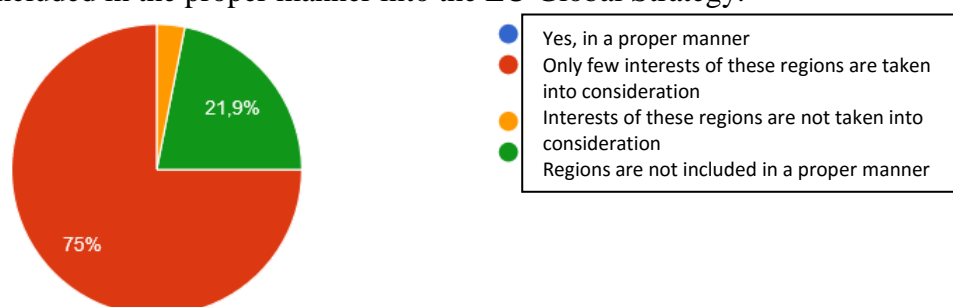 included in the proper manner into the EU Global Strategy.
Yes, in a proper manner
Only few interests of these regions are taken
into consideration
Interests of these regions are not taken into
consideration
Regions are not included in a proper manner
21,9%
75%